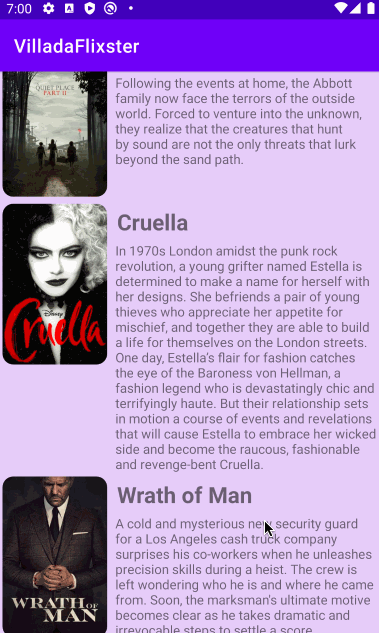 7:00
VilladaFlixster
QUIET PLACE
PART II
Following the events at home, the Abbott
family now face the terrors of the outside
world. Forced to venture into the unknown,
they realize that the creatures that hunt
by sound are not the only threats that lurk
beyond the sand path.
Disney
Cruella
Cruella
In 1970s London amidst the punk rock
revolution, a young grifter named Estella is
determined to make a name for herself with
her designs. She befriends a pair of young
thieves who appreciate her appetite for
mischief, and together they are able to build
a life for themselves on the London streets.
One day, Estella's flair for fashion catches
the eye of the Baroness von Hellman, a
fashion legend who is devastatingly chic and
terrifyingly haute. But their relationship sets
in motion a course of events and revelations
that will cause Estella to embrace her wicked
side and become the raucous, fashionable
and revenge-bent Cruella.
WRATH OF
MAN
Wrath of Man
A cold and mysterious new security guard
for a Los Angeles cash truck company
surprises his co-workers when he unleashes
precision skills during a heist. The crew is
left wondering who he is and where he came
from. Soon, the marksman's ultimate motive
becomes clear as he takes dramatic and
irrevocable steps to settle a score.